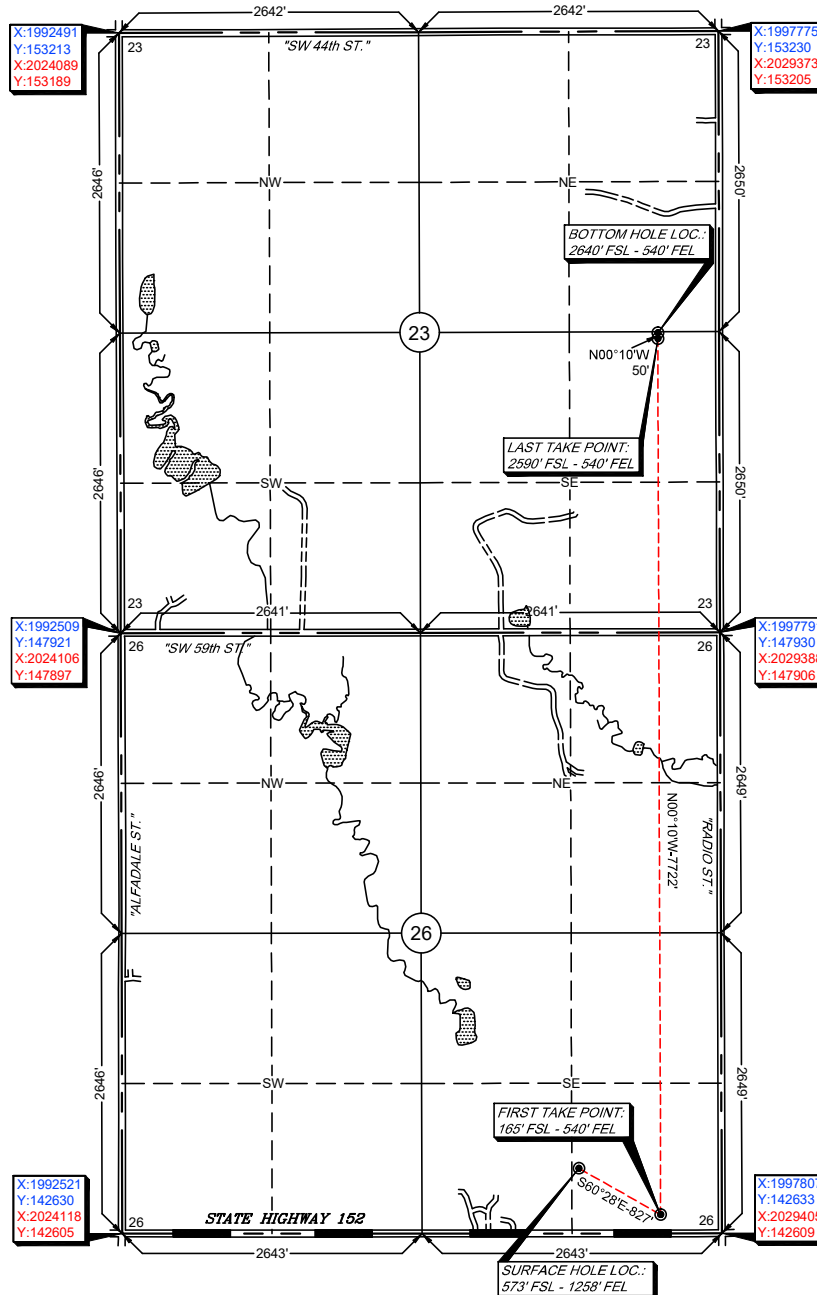 2642'
2642'
X:1992491
Y:153213
X:2024089
Y:153189
X:1997775
Y:153230
X:2029373
Y:153205
23
"SW 44th ST."
23
NW
NE
2646'
2650'
BOTTOM HOLE LOC.:
2640' FSL - 540' FEL
23
N00°10'W
50'
LAST TAKE POINT:
2590' FSL - 540' FEL
2646'
SW
SE
2650'
23
2641'
2641'
23
X:1992509
Y:147921
X:2024106
Y:147897
X:199779
Y:147930
X:2029388
Y:147906
26
"SW 59th ST."
26
2646'
NW
NE
2649'
"ALFADALE ST."
N00°10'W-7722'
"RADIO ST."
26
2646'
SW
SE
2649'
FIRST TAKE POINT:
165' FSL - 540' FEL
S60°28'E-827'
X:1992521
Y:142630
X:2024118
Y:142605
X:1997807
Y:142633
X:2029405
Y:142609
26
STATE HIGHWAY 152
26
2643'
2643'
SURFACE HOLE LOC.:
573' FSL - 1258' FEL